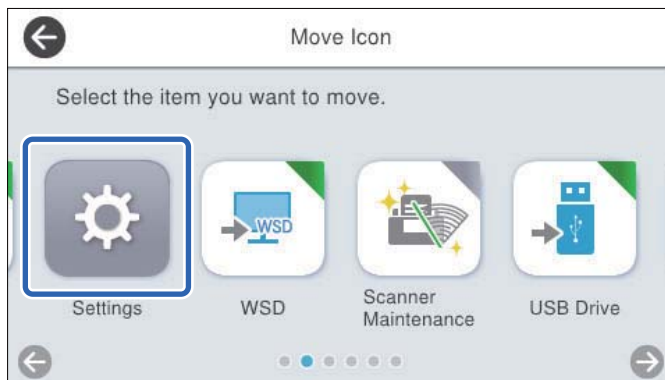 Move Icon
Select the item you want to move.
WSD
Settings
WSD
Scanner
Maintenance
USB Drive